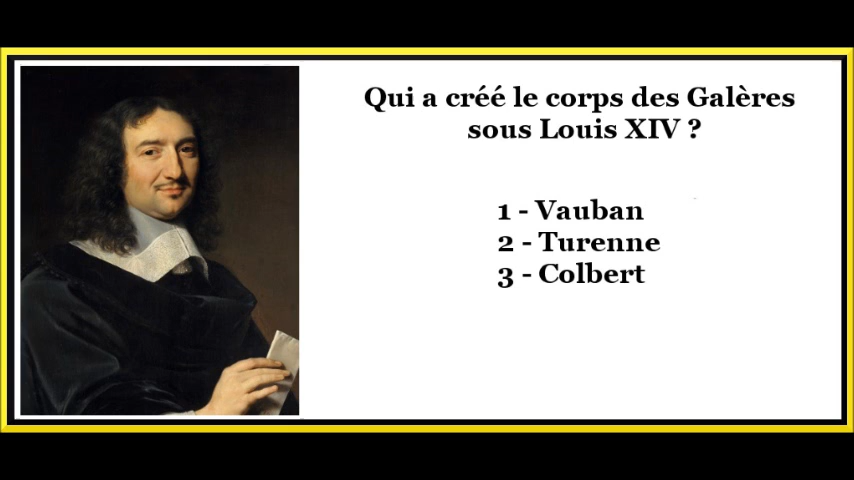 Qui a créé le corps des Galères
sous Louis XIV ?
1 - Vauban
2 - Turenne
3 - Colbert